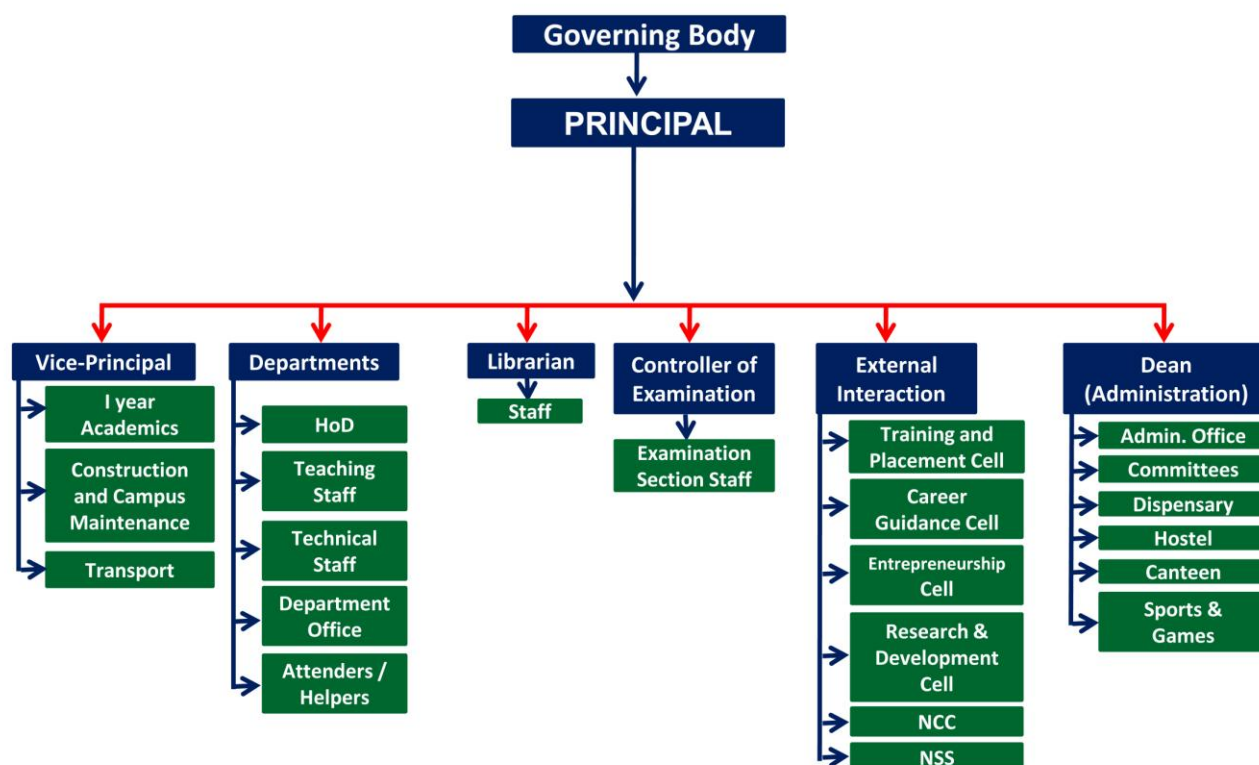 Governing Body
PRINCIPAL
Vice-Principal
I year
Academics
Construction
and Campus
Maintenance
Transport
Departments
HoD
Teaching
Staff
Technical
Staff
Department
Office
Attenders /
Helpers
Librarian
Staff
Controller of
Examination
Examination
Section Staff
External
Interaction
Training and
Placement Cell
Career
Guidance Cell
Entrepreneurship
Cell
Research &
Development
Cell
NCC
NSS
Dean
(Administration)
Admin. Office
Committees
Dispensary
Hostel
Canteen
Sports &
Games